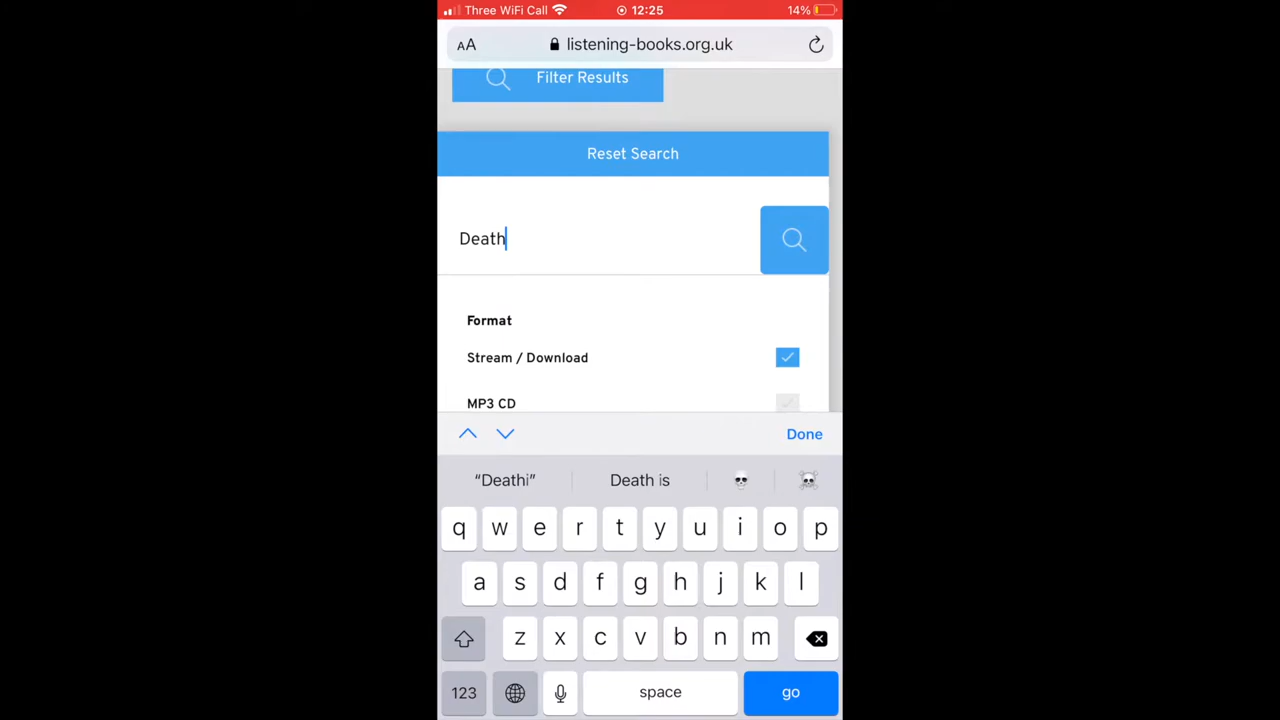 Three WiFi Call 12:25 14%
AA listening-books.org.uk
Filter Results
Reset Search
Death
Format
Stream / Download
MP3 CD
Done
“Deathi” Death is
q w e r t y u i o p
a s d f g h j k l
z x c v b n m
123 space go